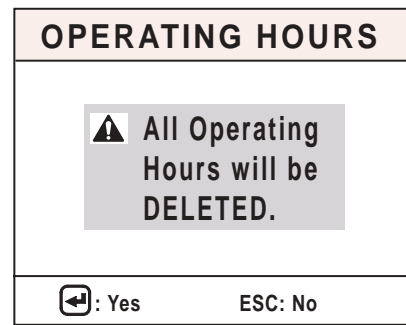 OPERATING HOURS
All Operating
Hours will be
DELETED.
: Yes ESC: No